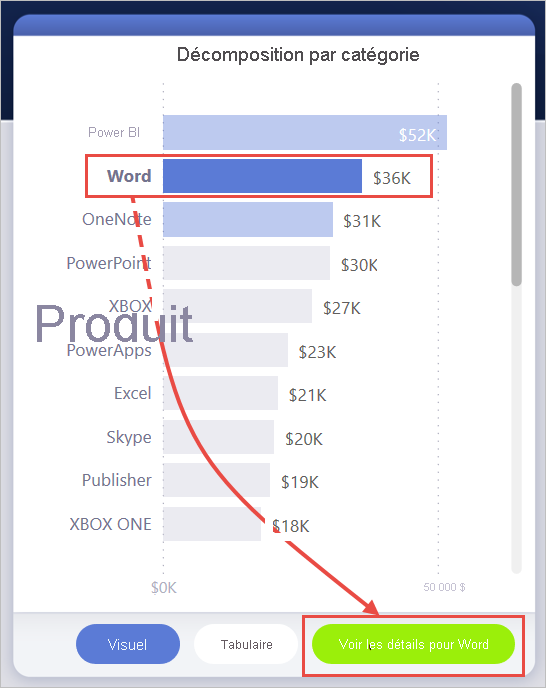 Décomposition par catégorie
Power BI $52K
Word $36K
OneNote $31K
PowerPoint $30K
XBOX $27K
Produit
PowerApps $23K
Excel $21K
Skype $20K
Publisher $19K
XBOX ONE $18K
$0K 50 000 $
Visuel Tabulaire Voir les détails pour Word